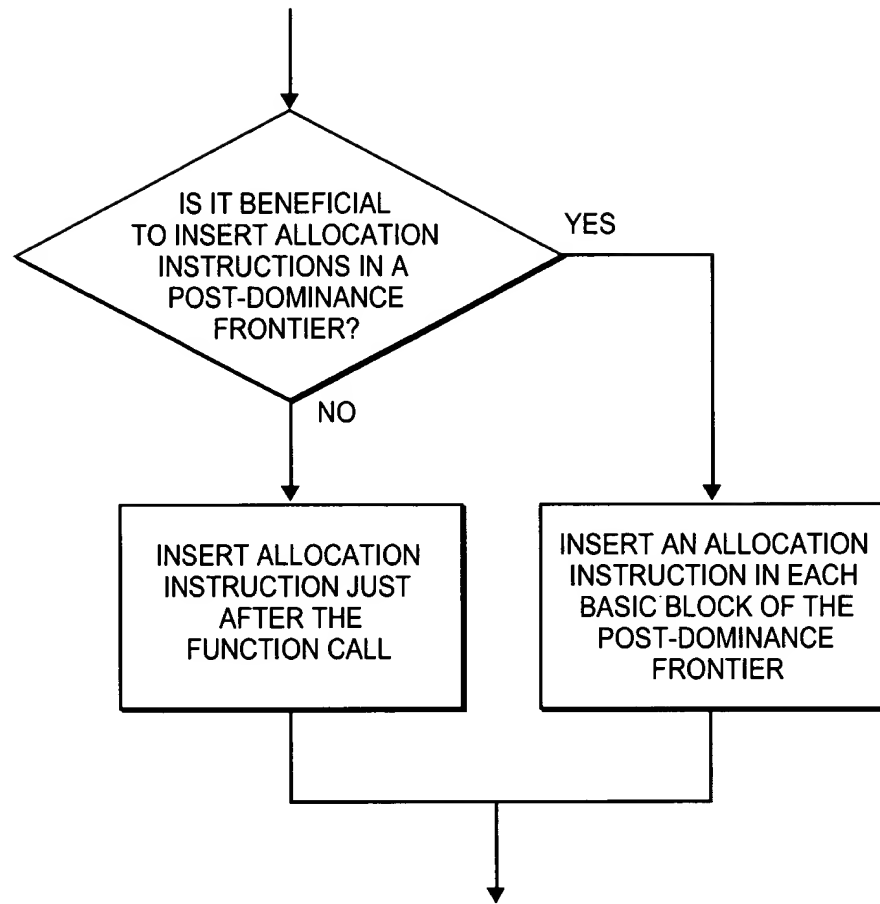 IS IT BENEFICIAL
TO INSERT ALLOCATION
INSTRUCTIONS IN A
POST-DOMINANCE
FRONTIER?
YES
NO
INSERT ALLOCATION
INSTRUCTION JUST
AFTER THE
FUNCTION CALL
INSERT AN ALLOCATION
INSTRUCTION IN EACH
BASIC BLOCK OF THE
POST-DOMINANCE
FRONTIER